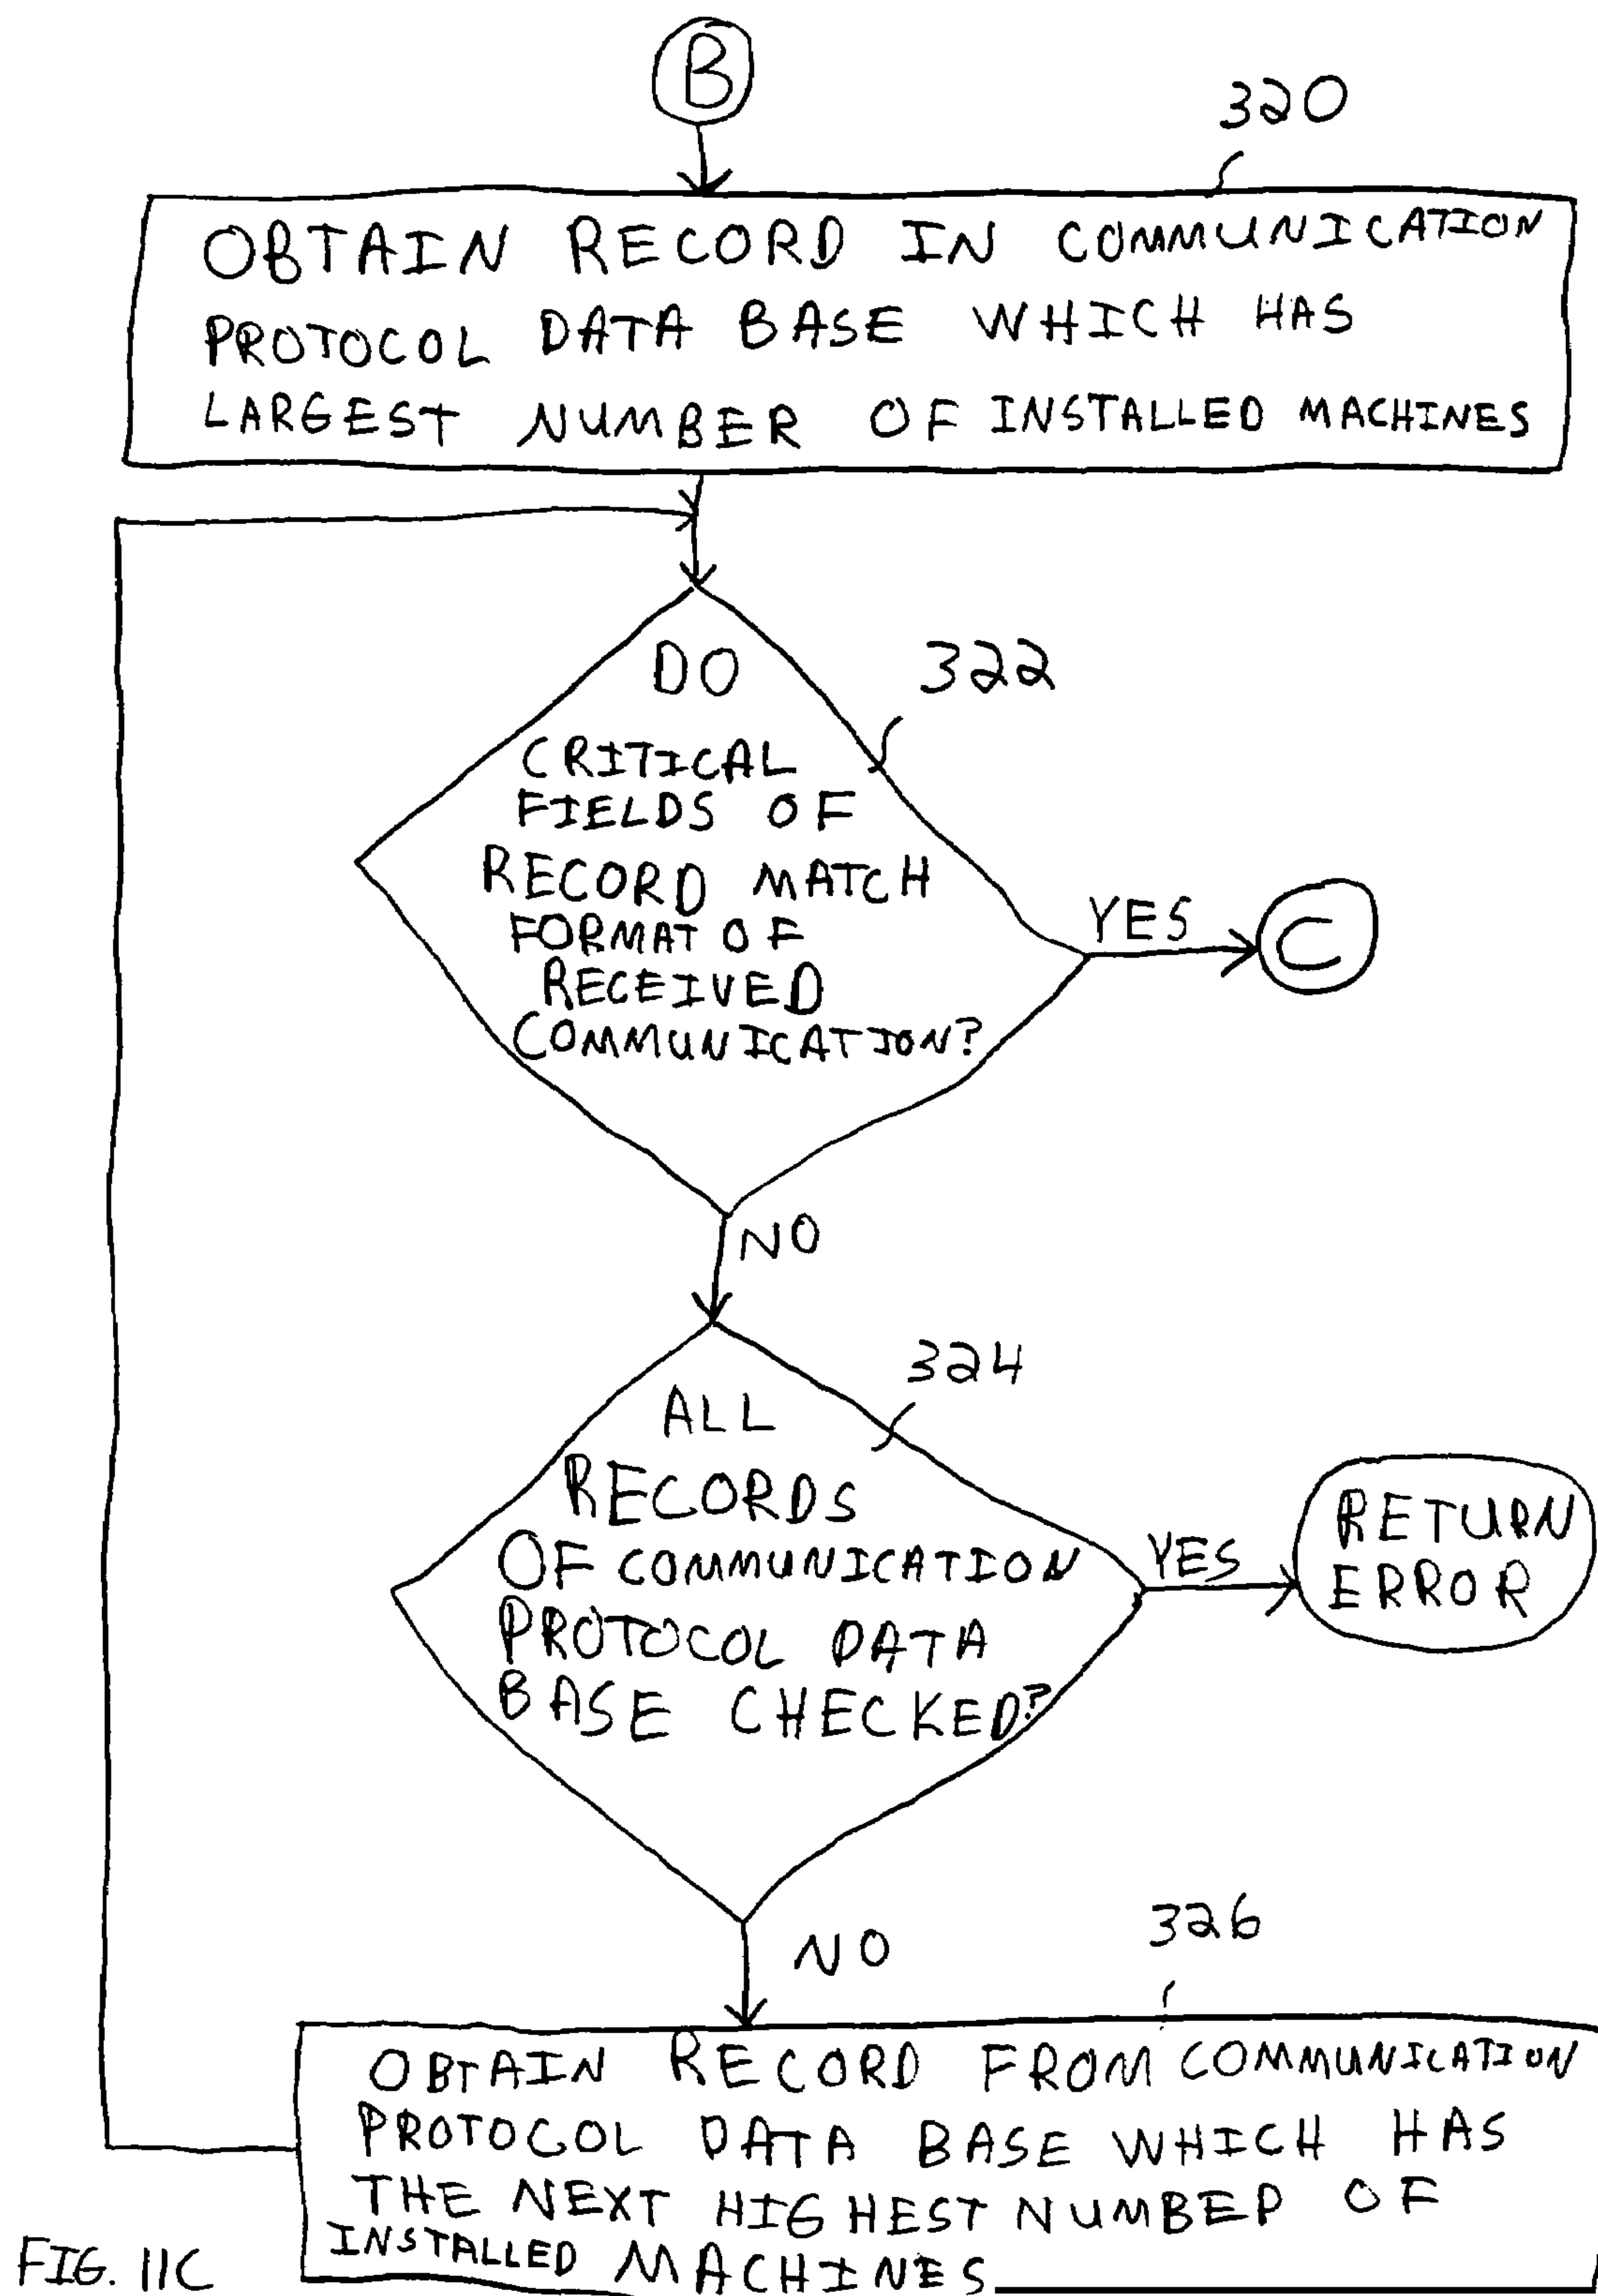 B
320
OBTAIN RECORD IN COMMUNICATION
PROTOCOL DATA BASE WHICH HAS
LARGEST NUMBER OF INSTALLED MACHINES
DO
322
CRITICAL
FIELDS OF
RECORD MATCH
FORMAT OF
RECEIVED
COMMUNICATION?
YES
C
NO
324
ALL
RECORDS
OF COMMUNICATION
PROTOCOL DATA
BASE CHECKED?
YES
RETURN
ERROR
NO
326
OBTAIN RECORD FROM COMMUNICATION
PROTOCOL DATA BASE WHICH HAS
THE NEXT HIGHEST NUMBER OF
INSTALLED MACHINES
FIG. 11C